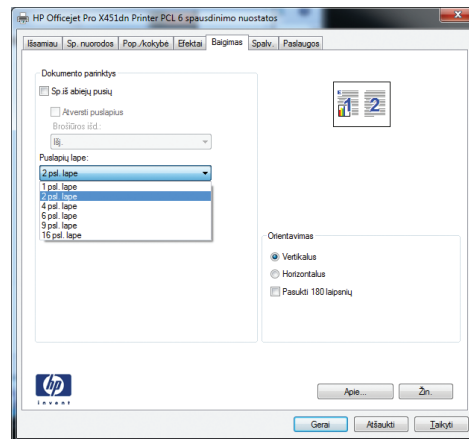 HP Officejet Pro X451dn Printer PCL 6 spausdinimo nuostatos
Išsamiau Sp. nuorodos Pop./kokybė Efektai Baigimas Spalv. Paslaugos
Dokumento parinktys
Sp.iš abiejų pusių
Atversti puslapius
Brošiūros išd.:
Išj.
Puslapių lape:
2 psl. lape
1 psl. lape
2 psl. lape
4 psl. lape
6 psl. lape
9 psl. lape
16 psl. lape
1 2
Orientavimas
Vertikalus
Horizontalus
Pasukti 180 laipsnių
hp
invent
Apie... Žin.
Gerai Atšaukti Taikyti